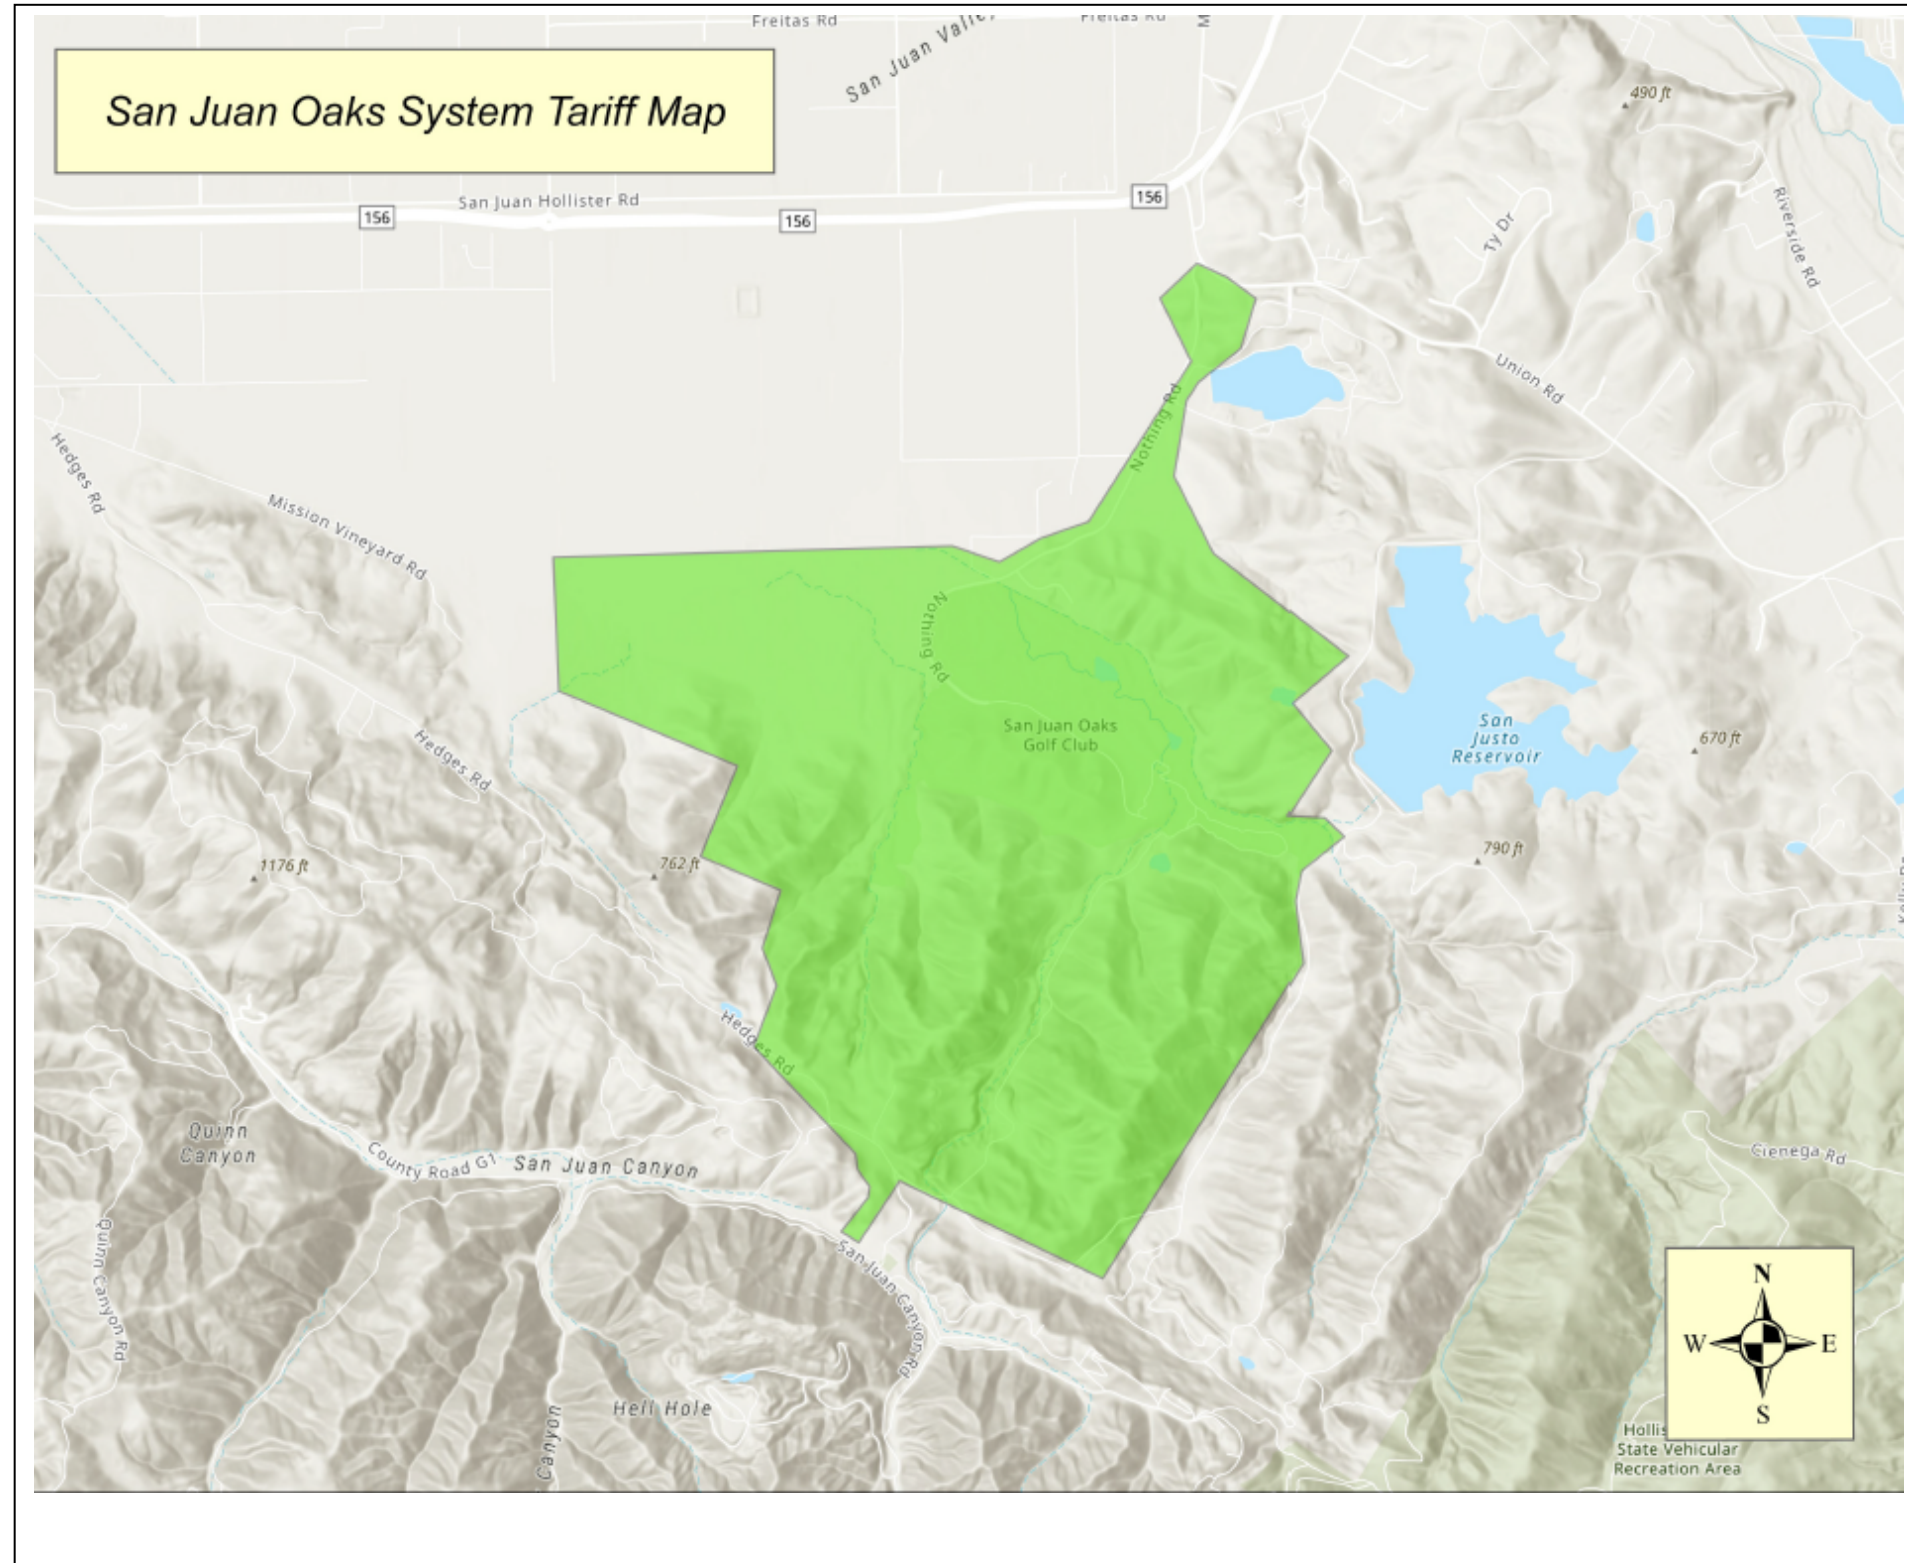 Freitas Rd
San Juan Valley
Freitas Rd
San Juan Oaks System Tariff Map
490 ft
San Juan Hollister Rd
156
156
156
Riverside Rd
Ty Dr
Union Rd
Nothing Rd
Hedges Rd
Mission Vineyard Rd
Nothing Rd
San Juan Oaks
Golf Club
San
Justo
Reservoir
670 ft
Hedges Rd
1176 ft
762 ft
790 ft
Hedges Rd
Quinn
Canyon
County Road G1
San Juan Canyon
Cienega Rd
Quinn Canyon Rd
San Juan Canyon Rd
Hell Hole
Canyon
N
W
E
S
State Vehicular
Recreation Area